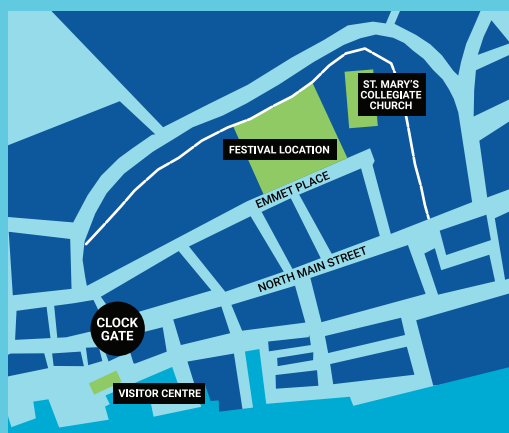 ST. MARY'S
COLLEGIATE
CHURCH
FESTIVAL LOCATION
EMMET PLACE
NORTH MAIN STREET
CLOCK
GATE
VISITOR CENTRE